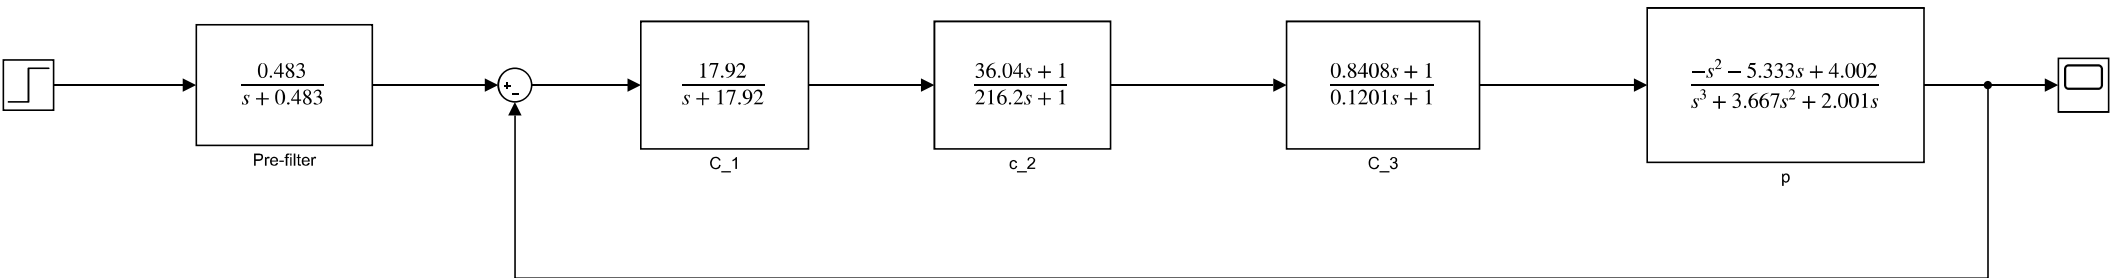 0.483
s + 0.483
Pre-filter
+
−
17.92
s + 17.92
C_1
36.04s + 1
216.2s + 1
c_2
0.8408s + 1
0.1201s + 1
C_3
−s² − 5.333s + 4.002
s³ + 3.667s² + 2.001s
p